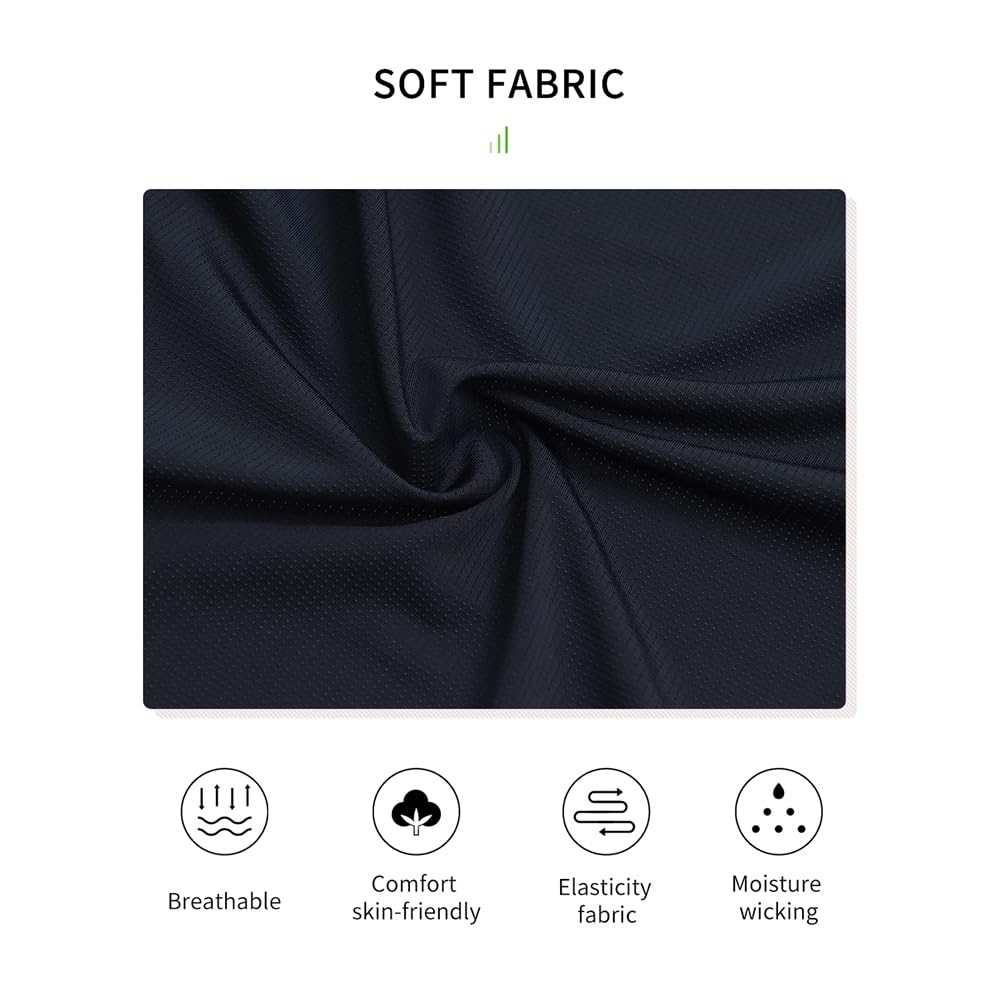 SOFT FABRIC
Breathable
Comfort
skin-friendly
Elasticity
fabric
Moisture
wicking